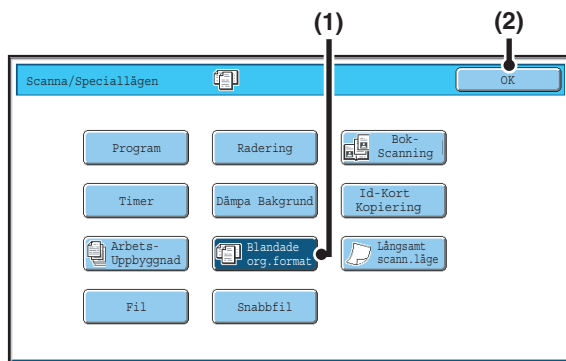 (1) (2)
Scanna/Speciallågen OK
Program Radering Bok-
Scanning
Timer Dämpa Bakgrund Id-Kort
Kopiering
Arbets-
Uppbyggnad
Blandade
org.format
Långsamt
scann.läge
Fil Snabbfil